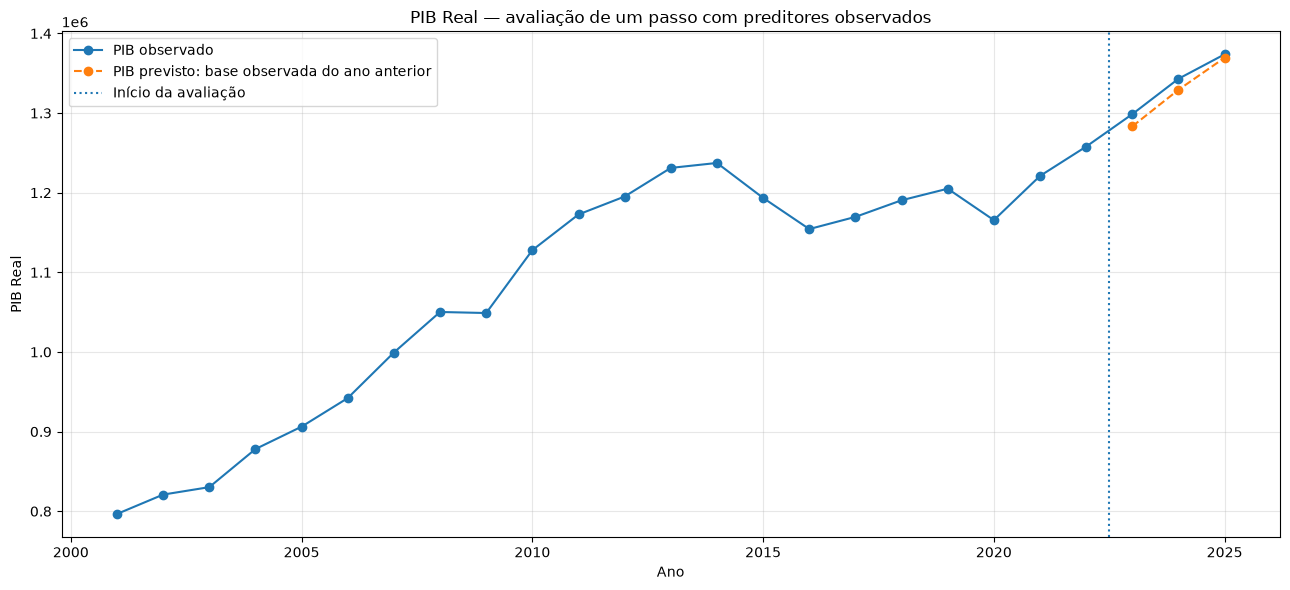 PIB Real — avaliação de um passo com preditores observados
1e6
PIB observado
PIB previsto: base observada do ano anterior
Início da avaliação
1.4
1.3
1.2
1.1
1.0
0.9
0.8
PIB Real
2000 2005 2010 2015 2020 2025
Ano